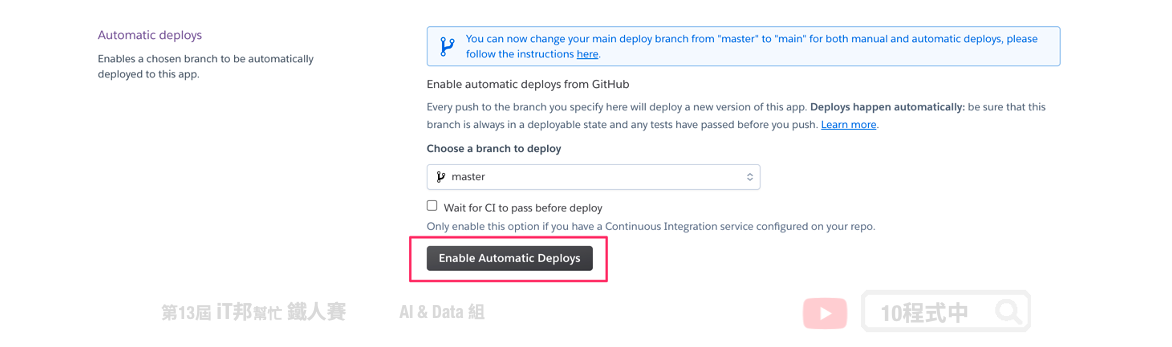 Automatic deploys
Enables a chosen branch to be automatically
deployed to this app.
You can now change your main deploy branch from "master" to "main" for both manual and automatic deploys, please
follow the instructions here.
Enable automatic deploys from GitHub
Every push to the branch you specify here will deploy a new version of this app. Deploys happen automatically: be sure that this
branch is always in a deployable state and any tests have passed before you push. Learn more.
Choose a branch to deploy
master
Wait for CI to pass before deploy
Only enable this option if you have a Continuous Integration service configured on your repo.
Enable Automatic Deploys
第13屆 iT邦幫忙 鐵人賽 AI & Data 組
10程式中